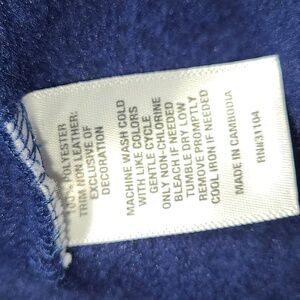 100% POLYESTER
TRIM NON LEATHER:
EXCLUSIVE OF
DECORATION
MACHINE WASH COLD
WITH LIKE COLORS
GENTLE CYCLE
ONLY NON-CHLORINE
BLEACH IF NEEDED
TUMBLE DRY LOW
REMOVE PROMPTLY
COOL IRON IF NEEDED
MADE IN CAMBODIA
RN#31104